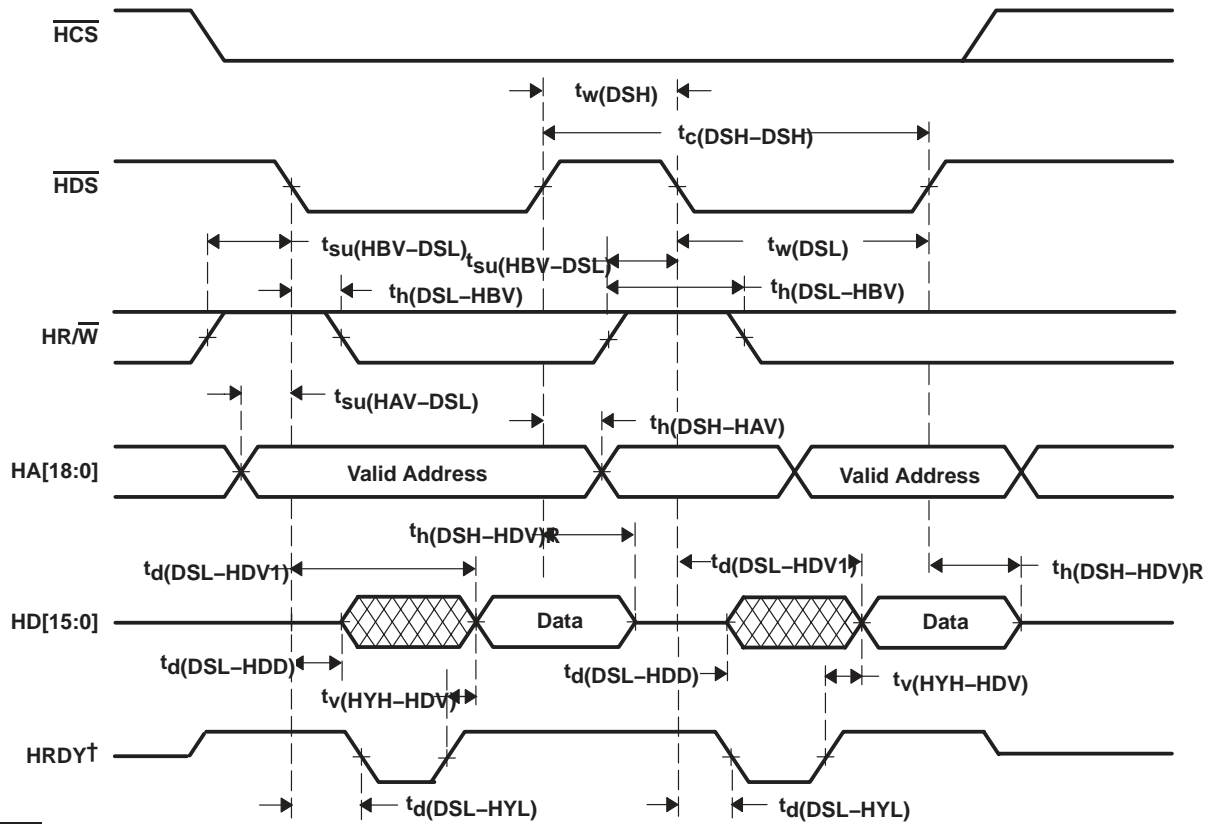 HCS
tw(DSH)
tc(DSH–DSH)
HDS
tsu(HBV–DSL)
tsu(HBV–DSL)
tw(DSL)
th(DSL–HBV)
th(DSL–HBV)
HR/W
tsu(HAV–DSL)
th(DSH–HAV)
HA[18:0]
Valid Address
Valid Address
th(DSH–HDV)R
td(DSL–HDV1)
td(DSL–HDV1)
th(DSH–HDV)R
HD[15:0]
Data
Data
td(DSL–HDD)
td(DSL–HDD)
tv(HYH–HDV)
tv(HYH–HDV)
HRDY†
td(DSL–HYL)
td(DSL–HYL)